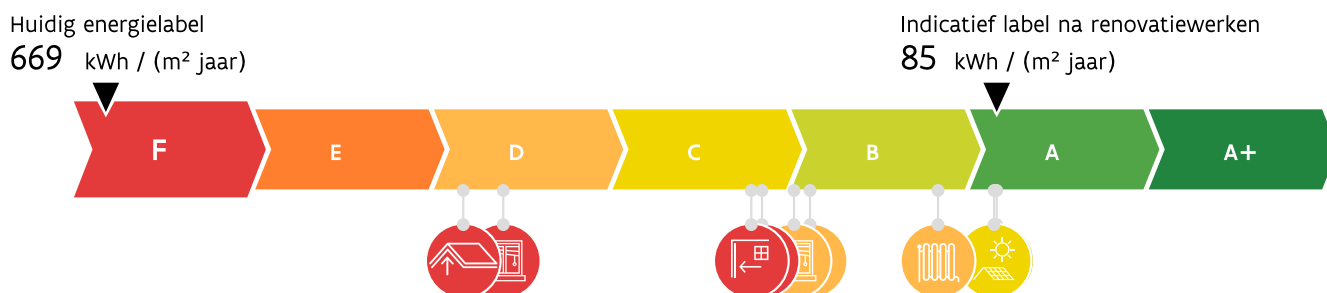 Huidig energielabel
669 kWh / (m² jaar)
Indicatief label na renovatiewerken
85 kWh / (m² jaar)
F E D C B A A+